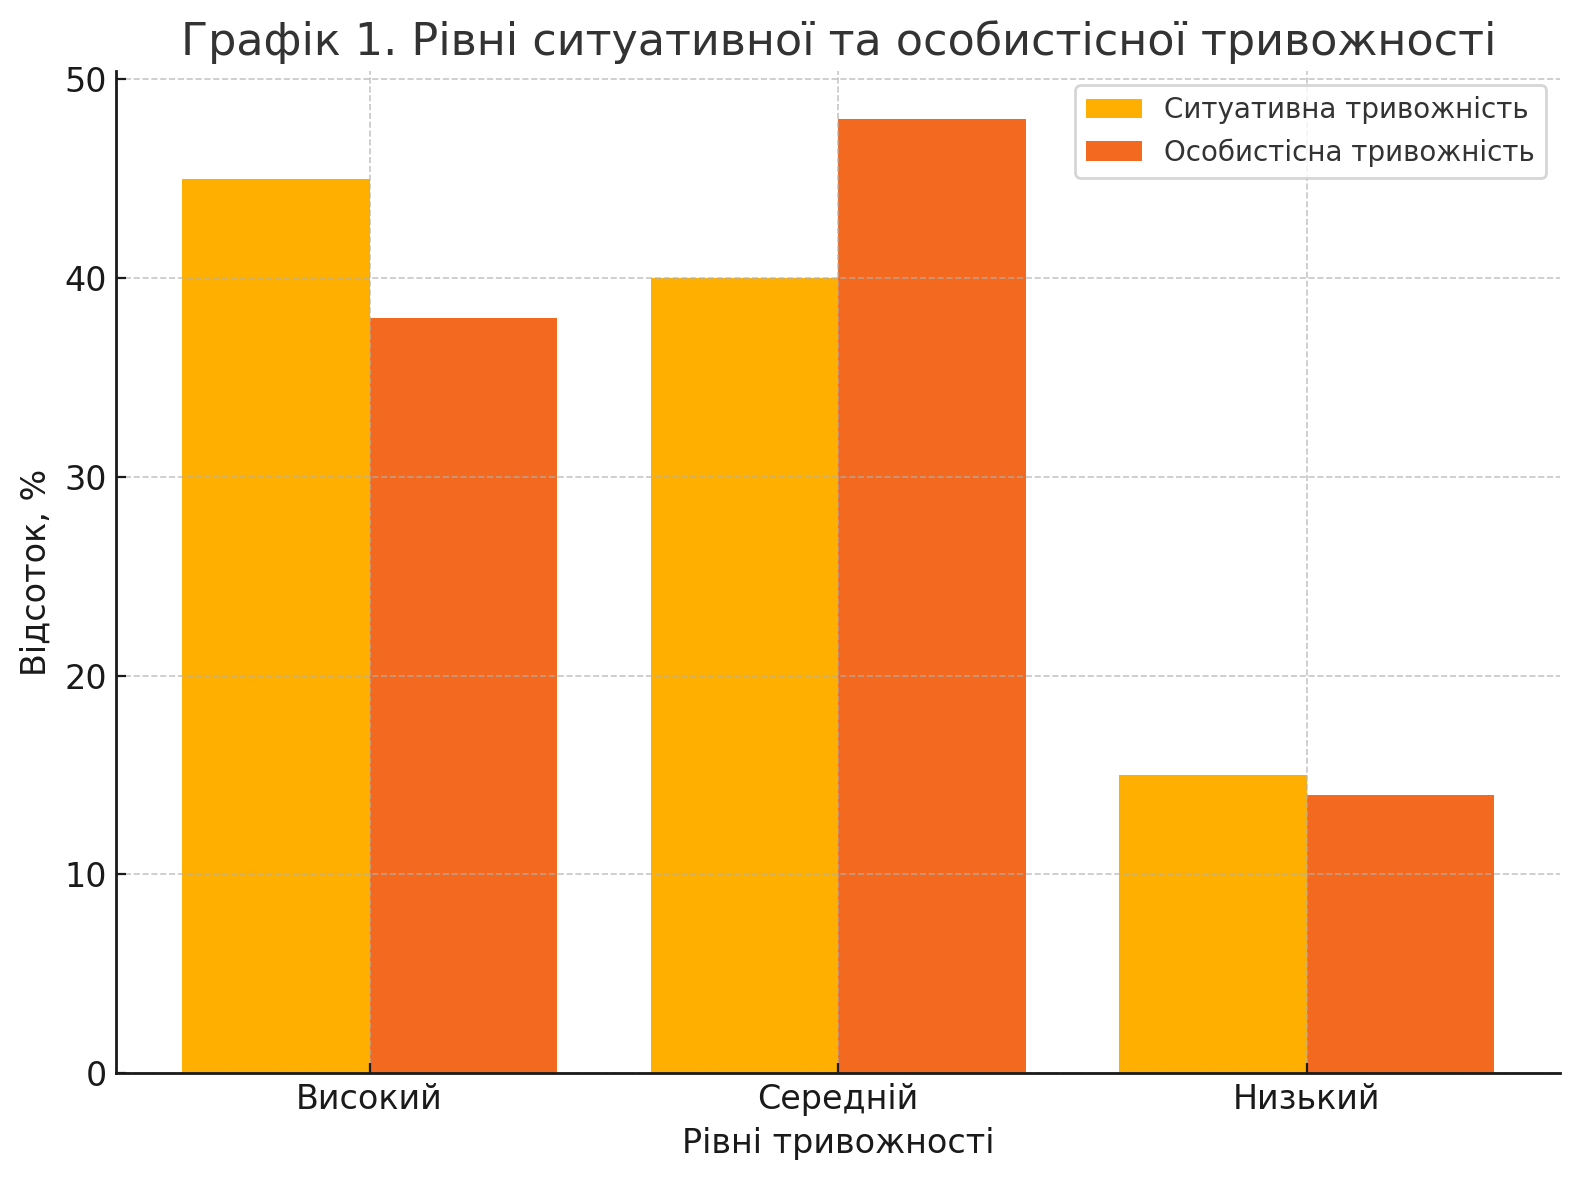 Графік 1. Рівні ситуативної та особистісної тривожності
Ситуативна тривожність
Особистісна тривожність
50
40
30
20
10
0
Відсоток, %
Високий
Середній
Низький
Рівні тривожності